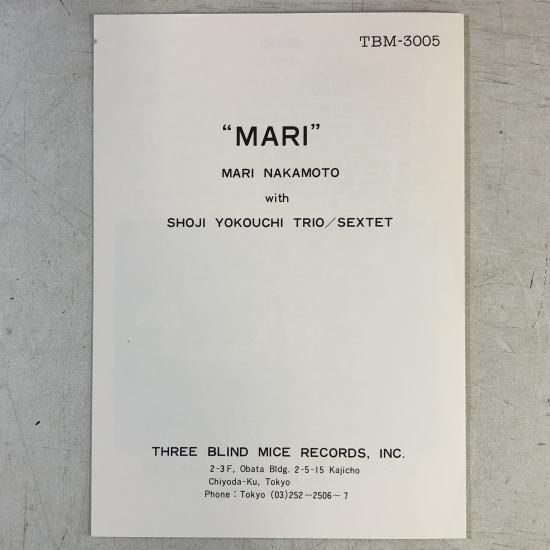 TBM-3005
“MARI”
MARI NAKAMOTO
with
SHOJI YOKOUCHI TRIO/SEXTET
THREE BLIND MICE RECORDS, INC.
2-3F, Obata Bldg. 2-5-15 Kajicho
Chiyoda-Ku, Tokyo
Phone : Tokyo (03)252-2506~7